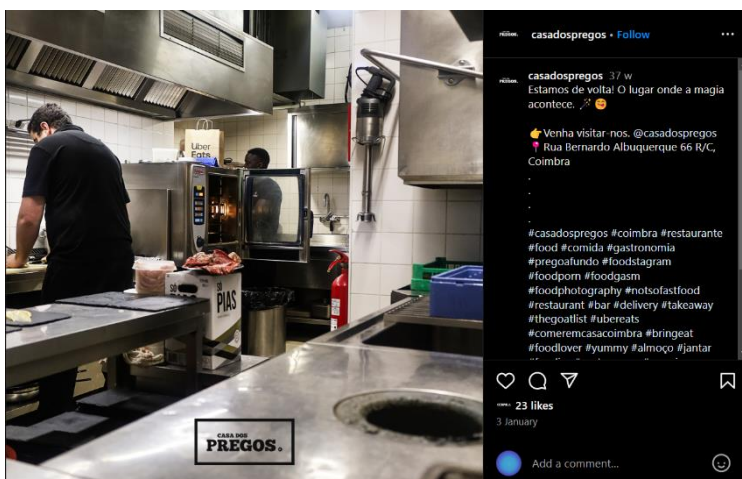 Uber
Eats
SÓ
PIAS
CASA DOS
PREGOS
casadospregos • Follow
casadospregos 37 w
Estamos de volta! O lugar onde a magia
acontece. 🪄 😊
👉Venha visitar-nos. @casadospregos
📍Rua Bernardo Albuquerque 66 R/C,
Coimbra
.
.
.
.
#casadospregos #coimbra #restaurante
#food #comida #gastronomia
#pregoafundo #foodstagram
#foodporn #foodgasm
#foodphotography #notsofastfood
#restaurant #bar #delivery #takeaway
#thegoatlist #ubereats
#comeremcasacoimbra #bringeat
#foodlover #yummy #almoço #jantar
23 likes
3 January
Add a comment...